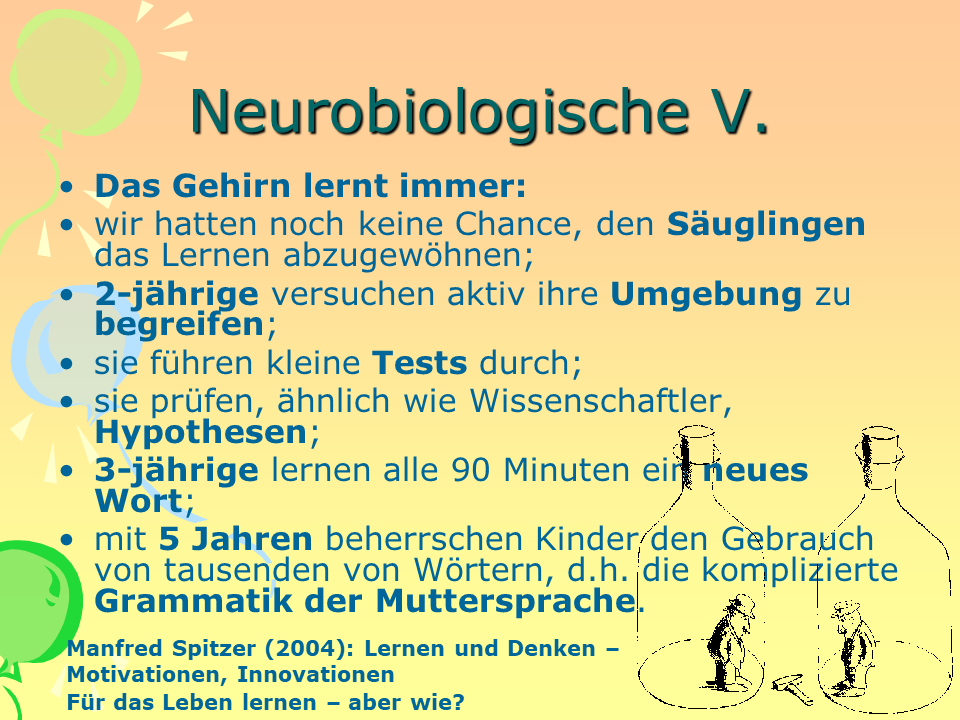 Neurobiologische V.
• Das Gehirn lernt immer:
• wir hatten noch keine Chance, den Säuglingen
das Lernen abzugewöhnen;
• 2-jährige versuchen aktiv ihre Umgebung zu
begreifen;
• sie führen kleine Tests durch;
• sie prüfen, ähnlich wie Wissenschaftler,
Hypothesen;
• 3-jährige lernen alle 90 Minuten ein neues
Wort;
• mit 5 Jahren beherrschen Kinder den Gebrauch
von tausenden von Wörtern, d.h. die komplizierte
Grammatik der Muttersprache.
Manfred Spitzer (2004): Lernen und Denken –
Motivationen, Innovationen
Für das Leben lernen – aber wie?